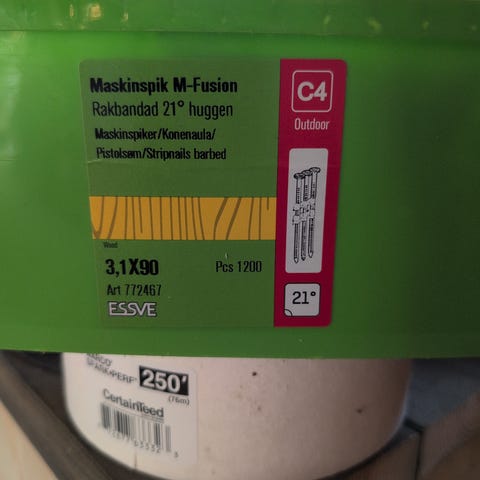 Maskinspik M-Fusion
Rakbandad 21° huggen
Maskinspiker/Konenaula/
Pistolsøm/Stripnails barbed
Wood
3,1X90
Pcs 1200
Art 772467
ESSVE
C4
Outdoor
21°
250'
(76m)
CertainTeed